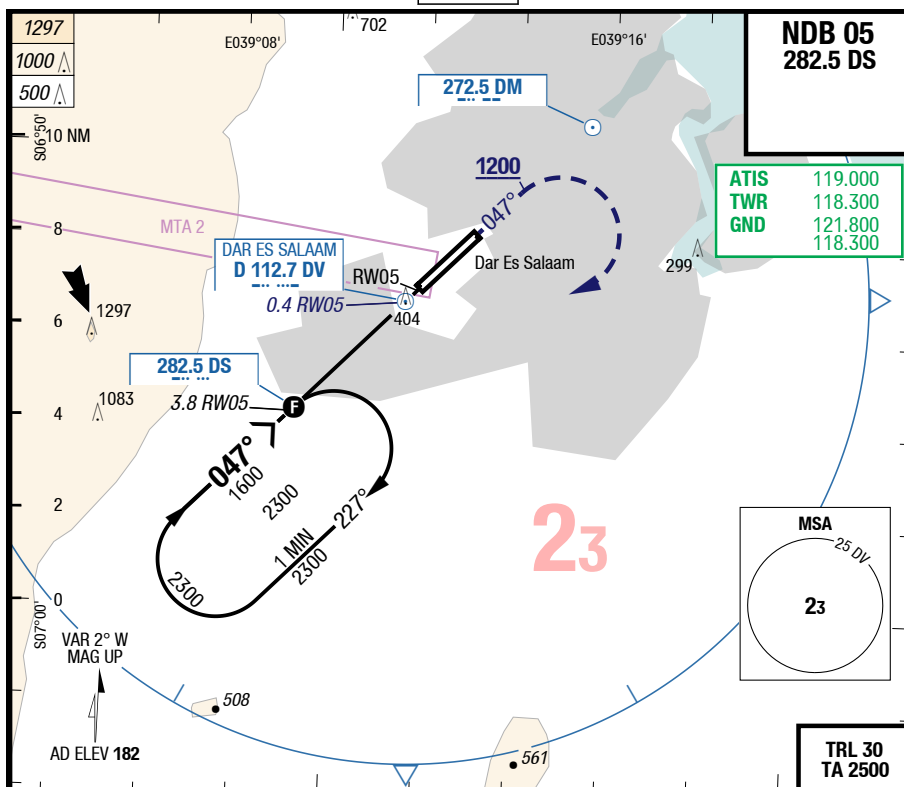 1297
1000
500
702
E039°08'
E039°16'
NDB 05
282.5 DS
272.5 DM
S06°50'
10 NM
1200
047°
ATIS 119.000
TWR 118.300
GND 121.800
118.300
MTA 2
8
DAR ES SALAAM
D 112.7 DV
RW05
Dar Es Salaam
0.4 RW05
404
299
1297
6
282.5 DS
3.8 RW05
F
1083
4
047°
1600
2300
227°
1 MIN
2300
2300
2
23
MSA
25 DV
23
0
S07°00'
VAR 2° W
MAG UP
508
AD ELEV 182
561
TRL 30
TA 2500